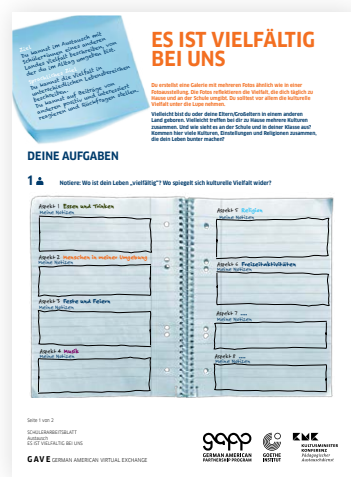 Ziel
Du kannst im Austausch mit
Schüler*innen eines anderen
Landes Vielfalt beschreiben, von
der du im Alltag umgeben bist.
Du kannst die Vielfalt in
unterschiedlichen Lebensbereichen
beschreiben.
Du kannst auf Beiträge von
anderen positiv und interessiert
reagieren und Rückfragen stellen.
ES IST VIELFÄLTIG
BEI UNS
Du erstellst eine Galerie mit mehreren Fotos ähnlich wie in einer
Fotoausstellung. Die Fotos reflektieren die Vielfalt, die dich täglich zu
Hause und an der Schule umgibt. Du solltest vor allem die kulturelle
Vielfalt unter die Lupe nehmen.
Vielleicht bist du oder deine Eltern/Großeltern in einem anderen
Land geboren. Vielleicht treffen bei dir zu Hause mehrere Kulturen
zusammen. Und wie sieht es an der Schule und in deiner Klasse aus?
Kommen hier viele Kulturen, Einstellungen und Religionen zusammen,
die dein Leben bunter machen?
DEINE AUFGABEN
1
Notiere: Wo ist dein Leben „vielfältig“? Wo spiegelt sich kulturelle Vielfalt wider?
Aspekt 1 Essen und Trinken
Meine Notizen
Aspekt 2 Menschen in meiner Umgebung
Meine Notizen
Aspekt 3 Feste und Feiern
Meine Notizen
Aspekt 4 Musik
Meine Notizen
Aspekt 5 Religion
Meine Notizen
Aspekt 6 Freizeitaktivitäten
Meine Notizen
Aspekt 7 ....
Meine Notizen
Aspekt 8 ....
Meine Notizen
Seite 1 von 2
SCHÜLERARBEITSBLATT
Austausch
ES IST VIELFÄLTIG BEI UNS
GAVE GERMAN AMERICAN VIRTUAL EXCHANGE
gapp
GERMAN AMERICAN
PARTNERSHIP PROGRAM
GOETHE
INSTITUT
KMK
KULTUSMINISTER
KONFERENZ
Pädagogischer
Austauschdienst